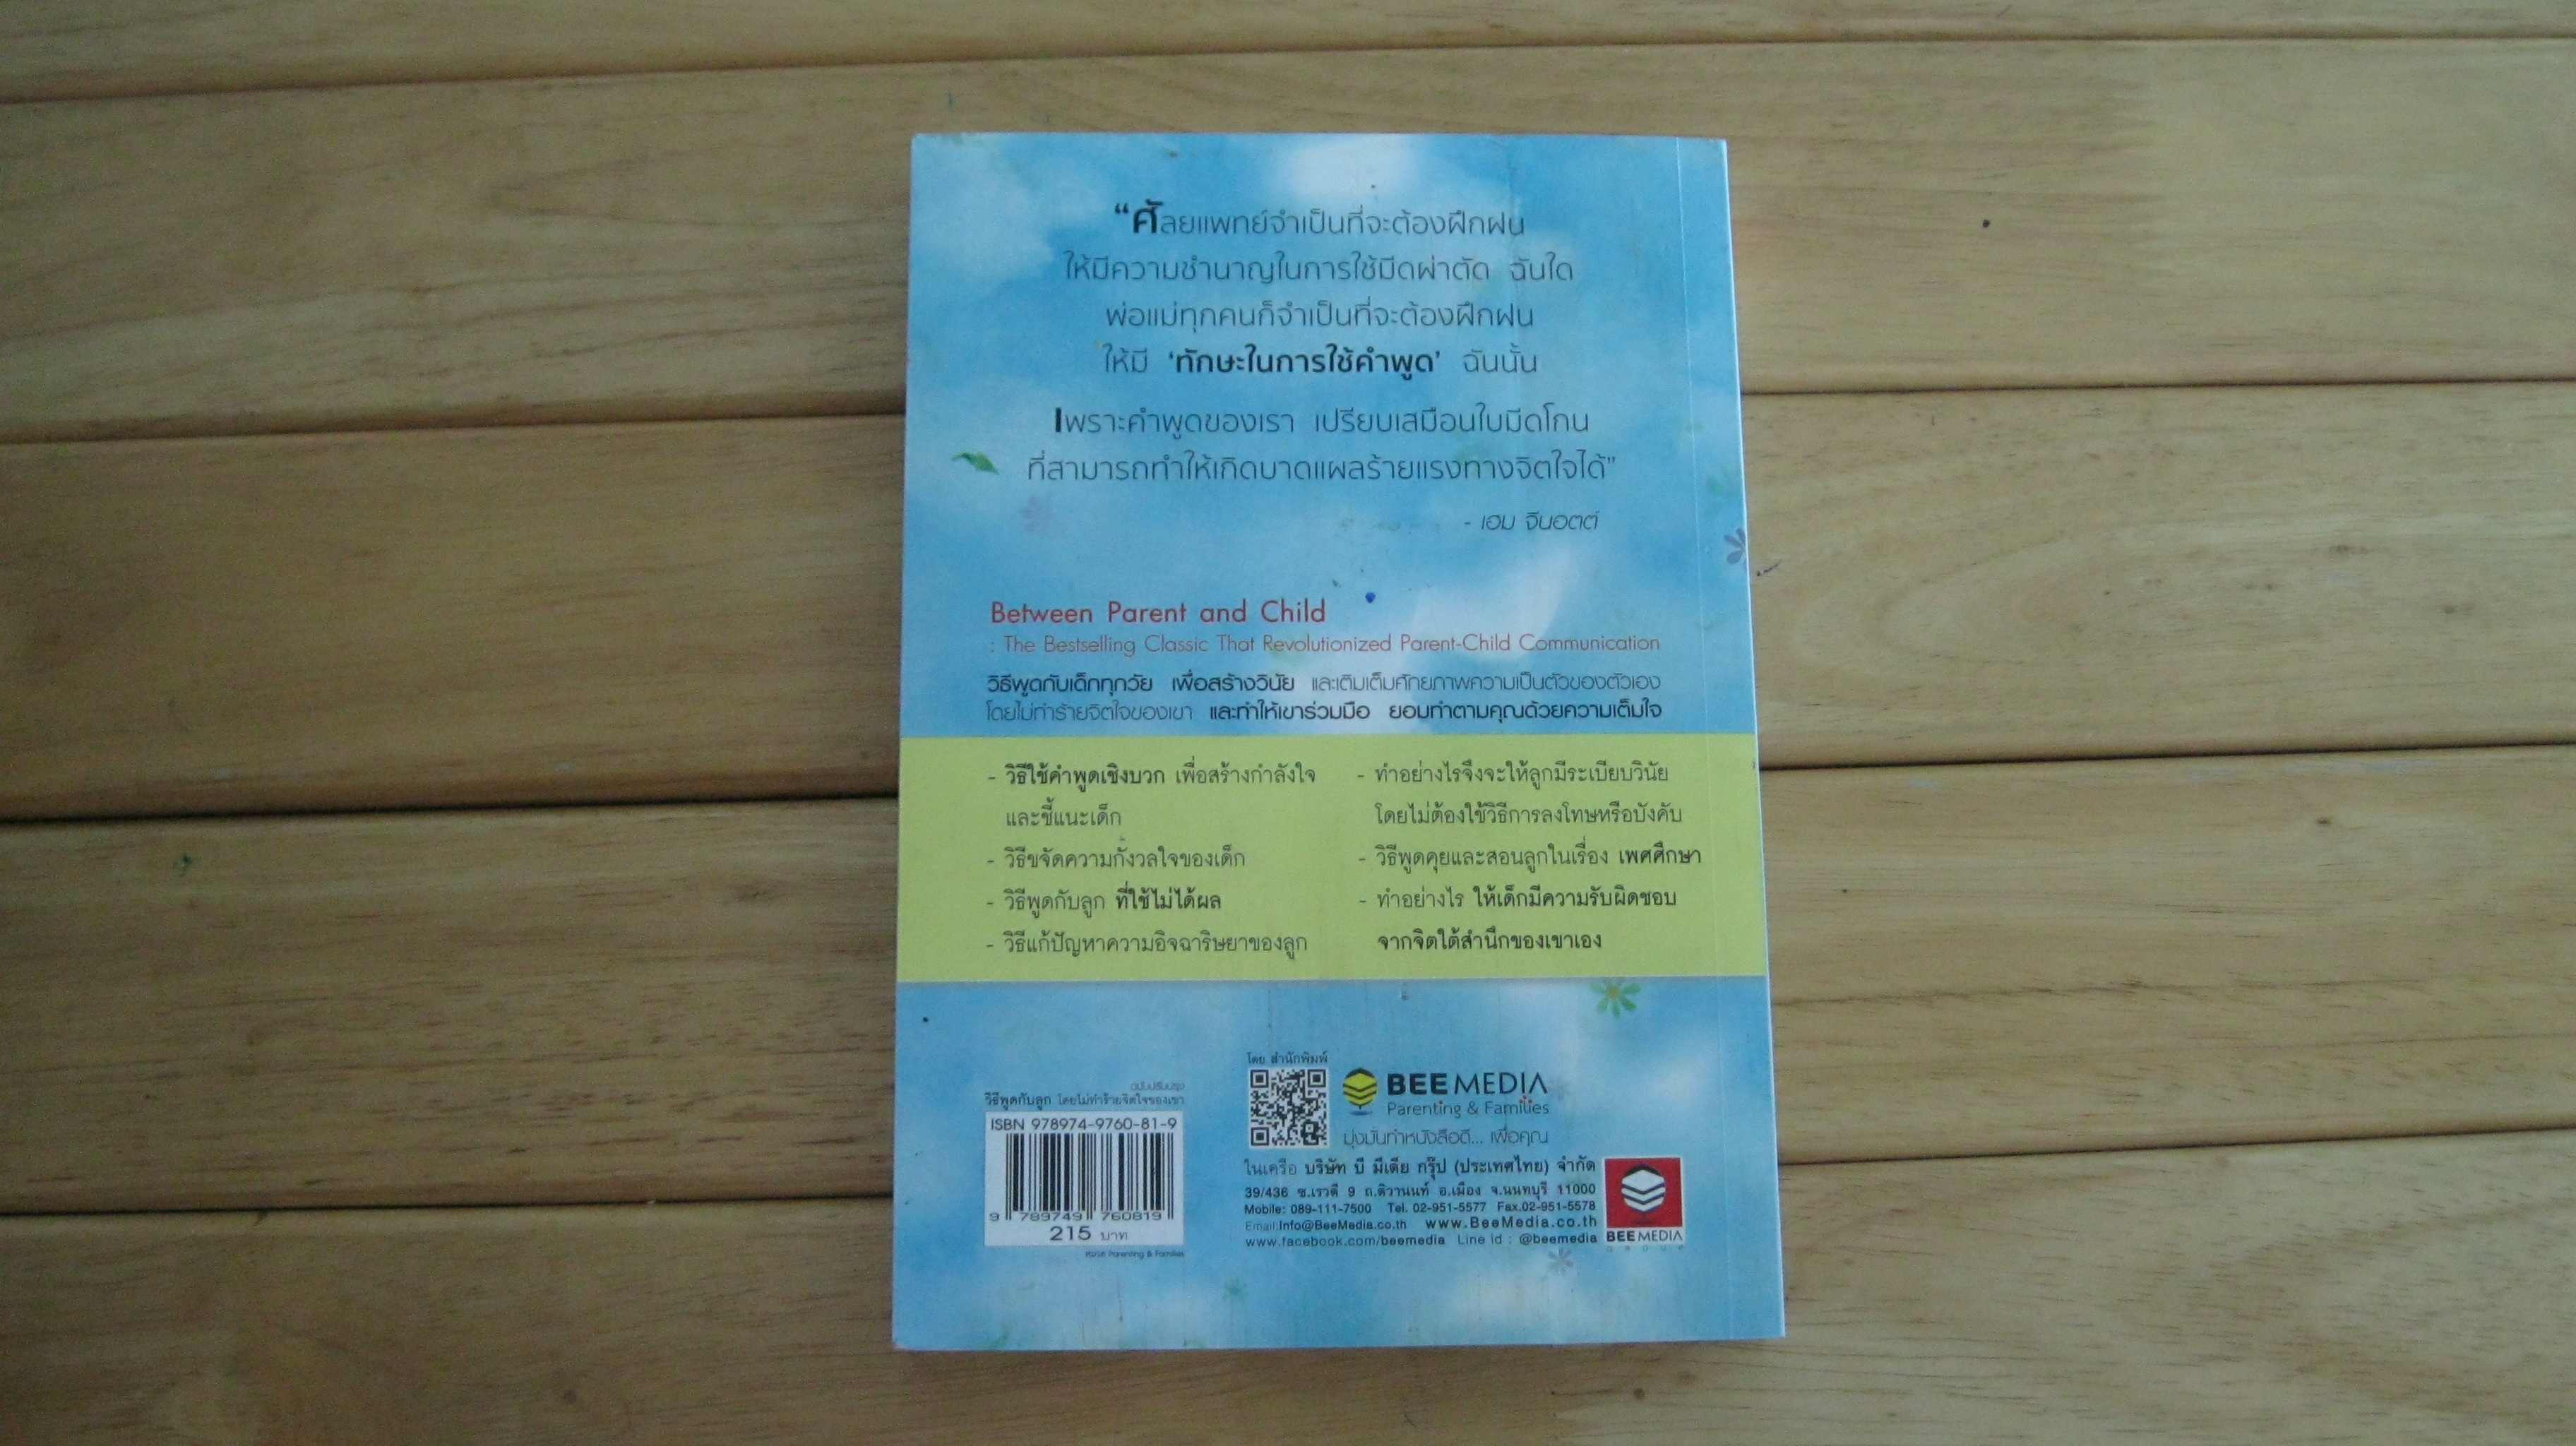 “ศัลยแพทย์จำเป็นที่จะต้องฝึกฝน
ให้มีความชำนาญในการใช้มีดผ่าตัด ฉันใด
พ่อแม่ทุกคนก็จำเป็นที่จะต้องฝึกฝน
ให้มี ‘ทักษะในการใช้คำพูด’ ฉันนั้น
เพราะคำพูดของเรา เปรียบเสมือนใบมีดโกน
ที่สามารถทำให้เกิดบาดแผลร้ายแรงทางจิตใจได้”
- เฮม จีนอตต์
Between Parent and Child
: The Bestselling Classic That Revolutionized Parent-Child Communication
วิธีพูดกับเด็กทุกวัย เพื่อสร้างวินัย และเติมเต็มศักยภาพความเป็นตัวของตัวเอง
โดยไม่ทำร้ายจิตใจของเขา และทำให้เขาร่วมมือ ยอมทำตามคุณด้วยความเต็มใจ
- วิธีใช้คำพูดเชิงบวก เพื่อสร้างกำลังใจ
และชี้แนะเด็ก
- วิธีขจัดความกังวลใจของเด็ก
- วิธีพูดกับลูก ที่ใช้ไม่ได้ผล
- วิธีแก้ปัญหาความอิจฉาริษยาของลูก
- ทำอย่างไรจึงจะให้ลูกมีระเบียบวินัย
โดยไม่ต้องใช้วิธีการลงโทษหรือบังคับ
- วิธีพูดคุยและสอนลูกในเรื่อง เพศศึกษา
- ทำอย่างไร ให้เด็กมีความรับผิดชอบ
จากจิตใต้สำนึกของเขาเอง
ฉบับปรับปรุง
วิธีพูดกับลูก โดยไม่ทำร้ายจิตใจของเขา
ISBN 978974-9760-81-9
9 789749 760819
215 บาท
หมวด Parenting & Families
โดย สำนักพิมพ์
BEE MEDIA
Parenting & Families
มุ่งมั่นทำหนังสือดี... เพื่อคุณ
ในเครือ บริษัท บี มีเดีย กรุ๊ป (ประเทศไทย) จำกัด
39/436 ซ.เรวดี 9 ถ.ติวานนท์ อ.เมือง จ.นนทบุรี 11000
Mobile: 089-111-7500 Tel. 02-951-5577 Fax.02-951-5578
Email:Info@BeeMedia.co.th www.BeeMedia.co.th
www.facebook.com/beemedia Line id : @beemedia
BEE MEDIA
GROUP